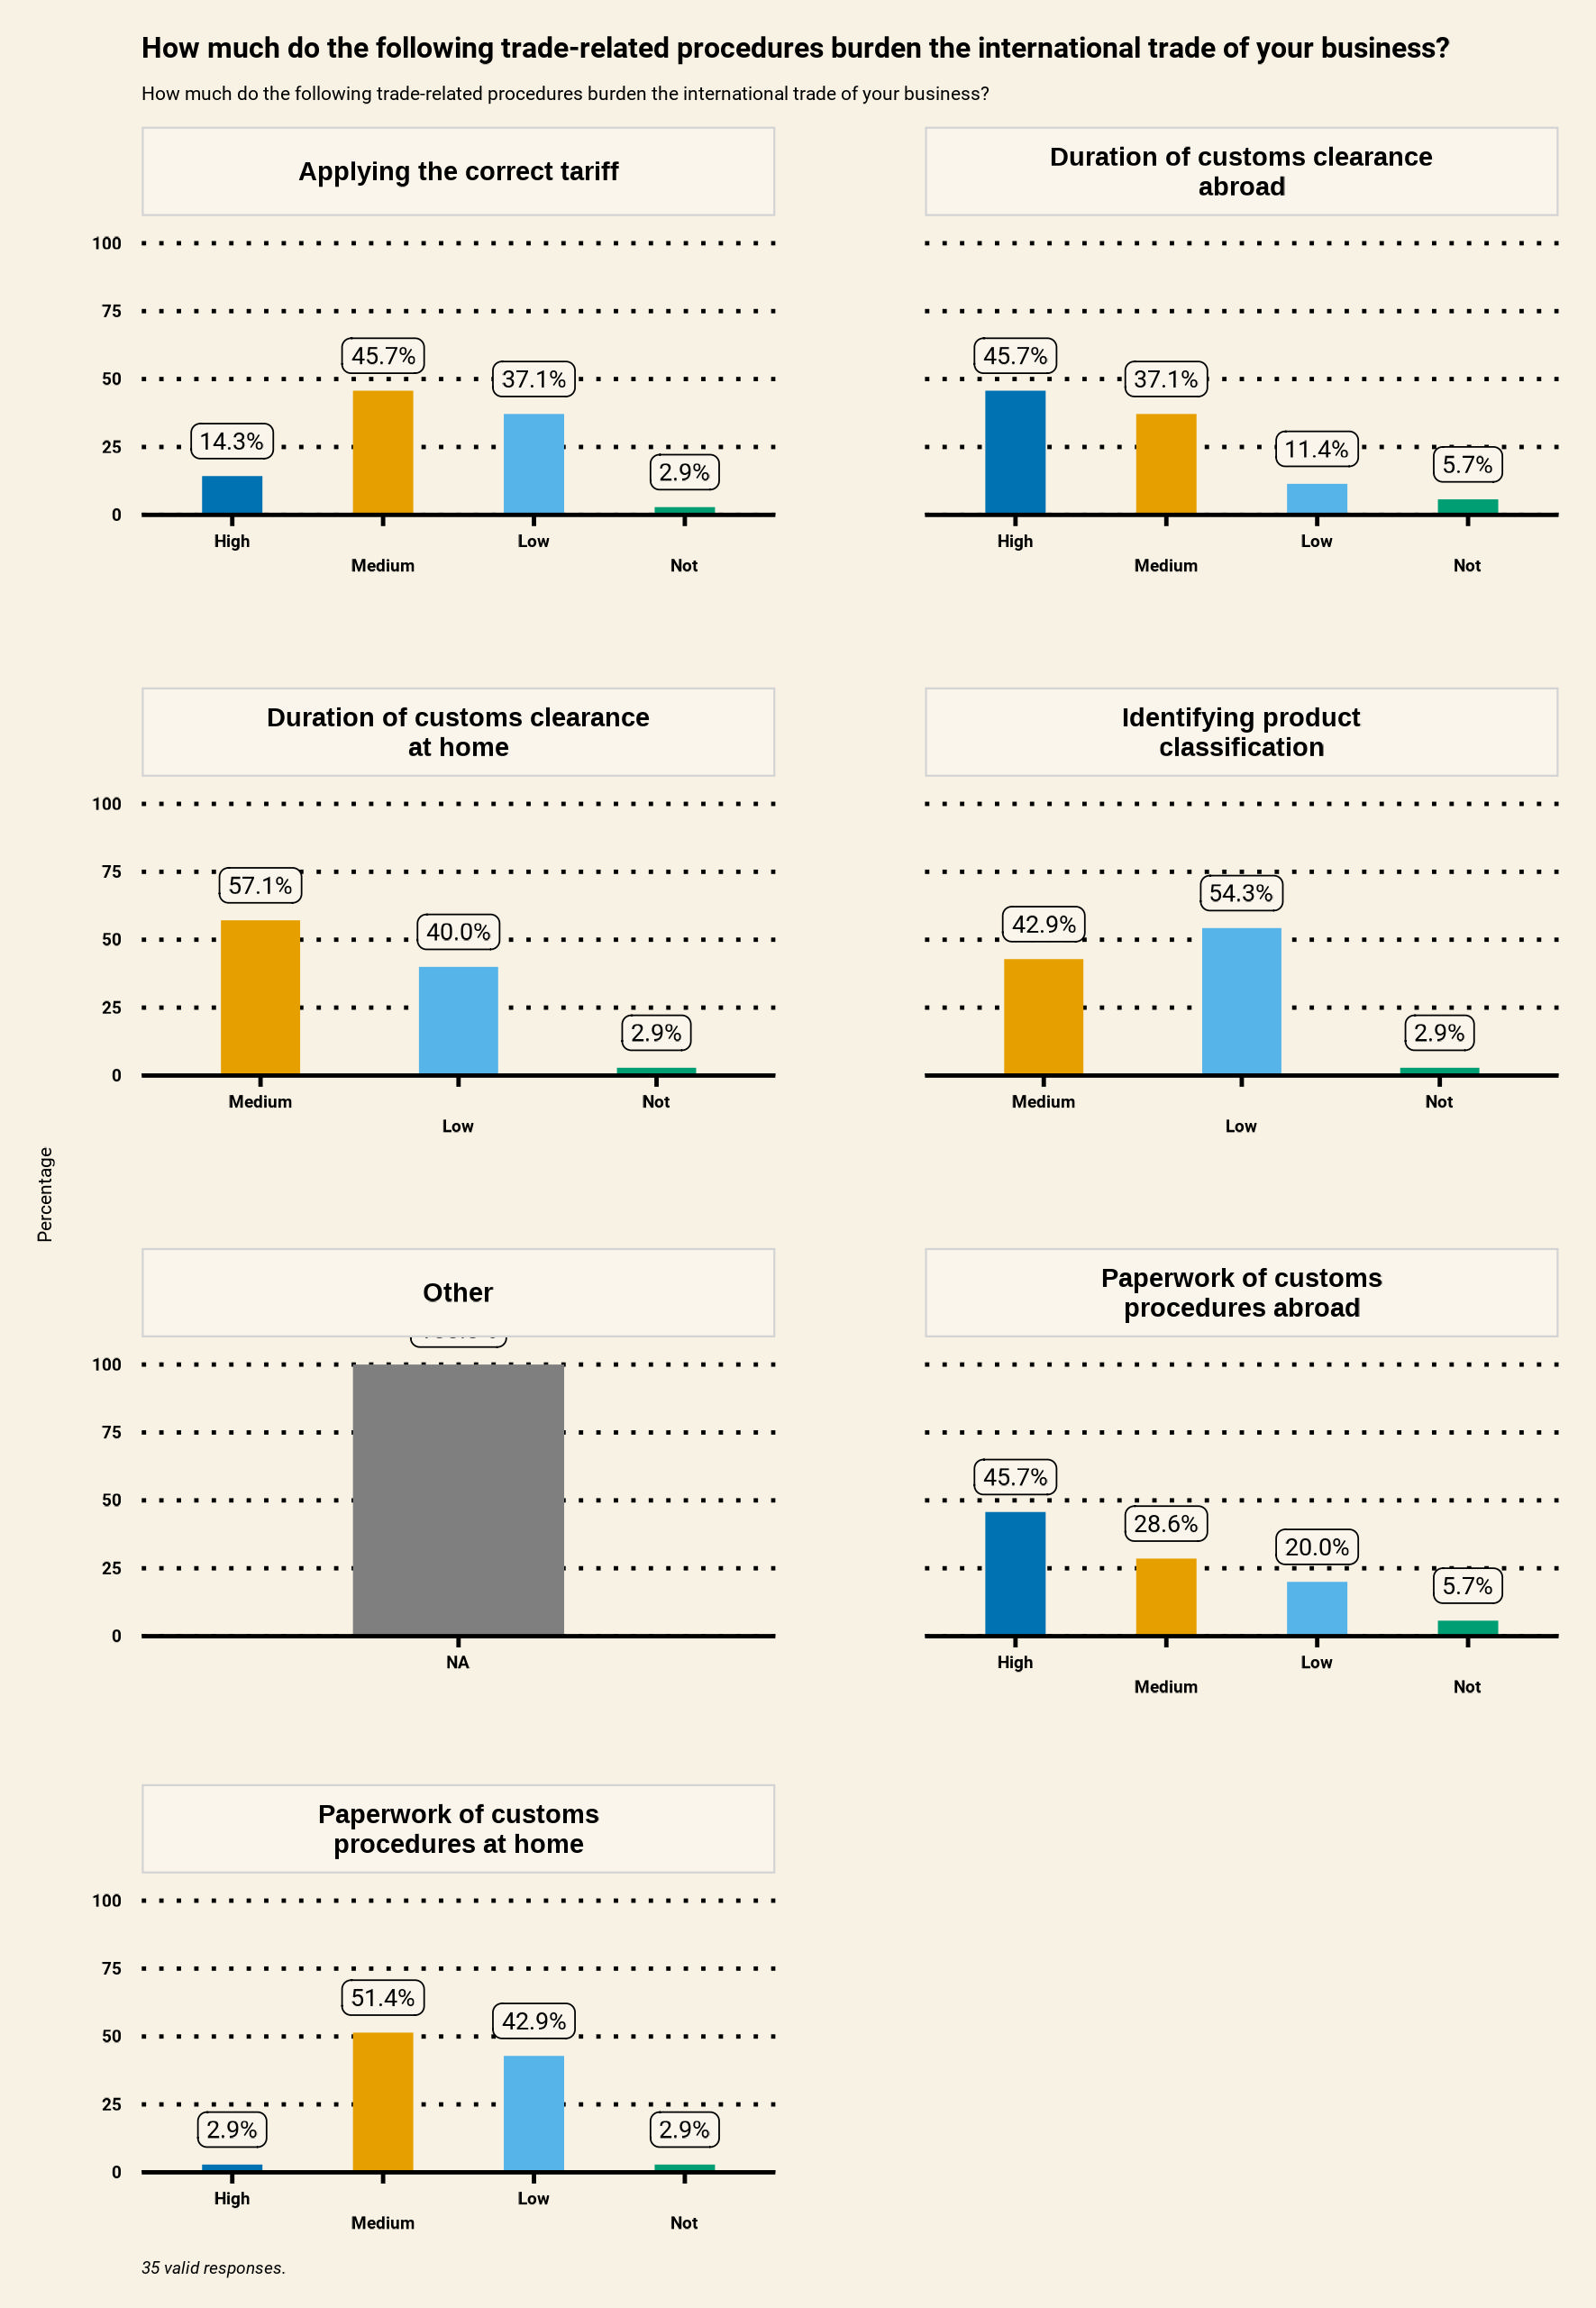 How much do the following trade-related procedures burden the international trade of your business?
How much do the following trade-related procedures burden the international trade of your business?
Applying the correct tariff
100
75
50
25
0
14.3%
45.7%
37.1%
2.9%
High
Medium
Low
Not
Duration of customs clearance
abroad
45.7%
37.1%
11.4%
5.7%
High
Medium
Low
Not
Duration of customs clearance
at home
100
75
50
25
0
57.1%
40.0%
2.9%
Medium
Low
Not
Identifying product
classification
42.9%
54.3%
2.9%
Medium
Low
Not
Percentage
Other
100
75
50
25
0
NA
Paperwork of customs
procedures abroad
45.7%
28.6%
20.0%
5.7%
High
Medium
Low
Not
Paperwork of customs
procedures at home
100
75
50
25
0
2.9%
51.4%
42.9%
2.9%
High
Medium
Low
Not
35 valid responses.